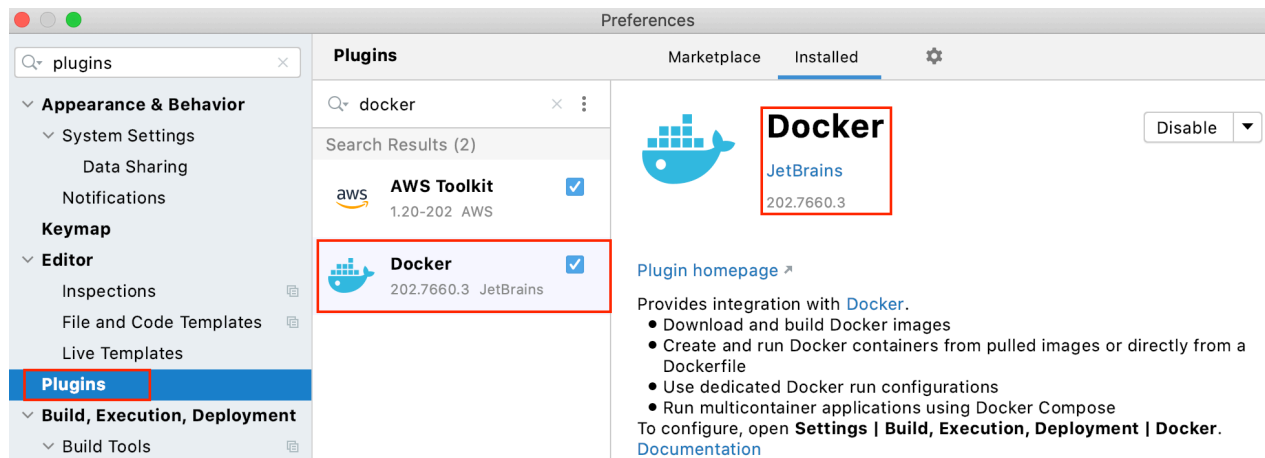 Preferences
plugins
Appearance & Behavior
System Settings
Data Sharing
Notifications
Keymap
Editor
Inspections
File and Code Templates
Live Templates
Plugins
Build, Execution, Deployment
Build Tools
Plugins
Marketplace
Installed
docker
Search Results (2)
aws
AWS Toolkit
1.20-202 AWS
Docker
202.7660.3 JetBrains
Docker
JetBrains
202.7660.3
Disable
Plugin homepage
Provides integration with Docker.
• Download and build Docker images
• Create and run Docker containers from pulled images or directly from a
Dockerfile
• Use dedicated Docker run configurations
• Run multicontainer applications using Docker Compose
To configure, open Settings | Build, Execution, Deployment | Docker.
Documentation